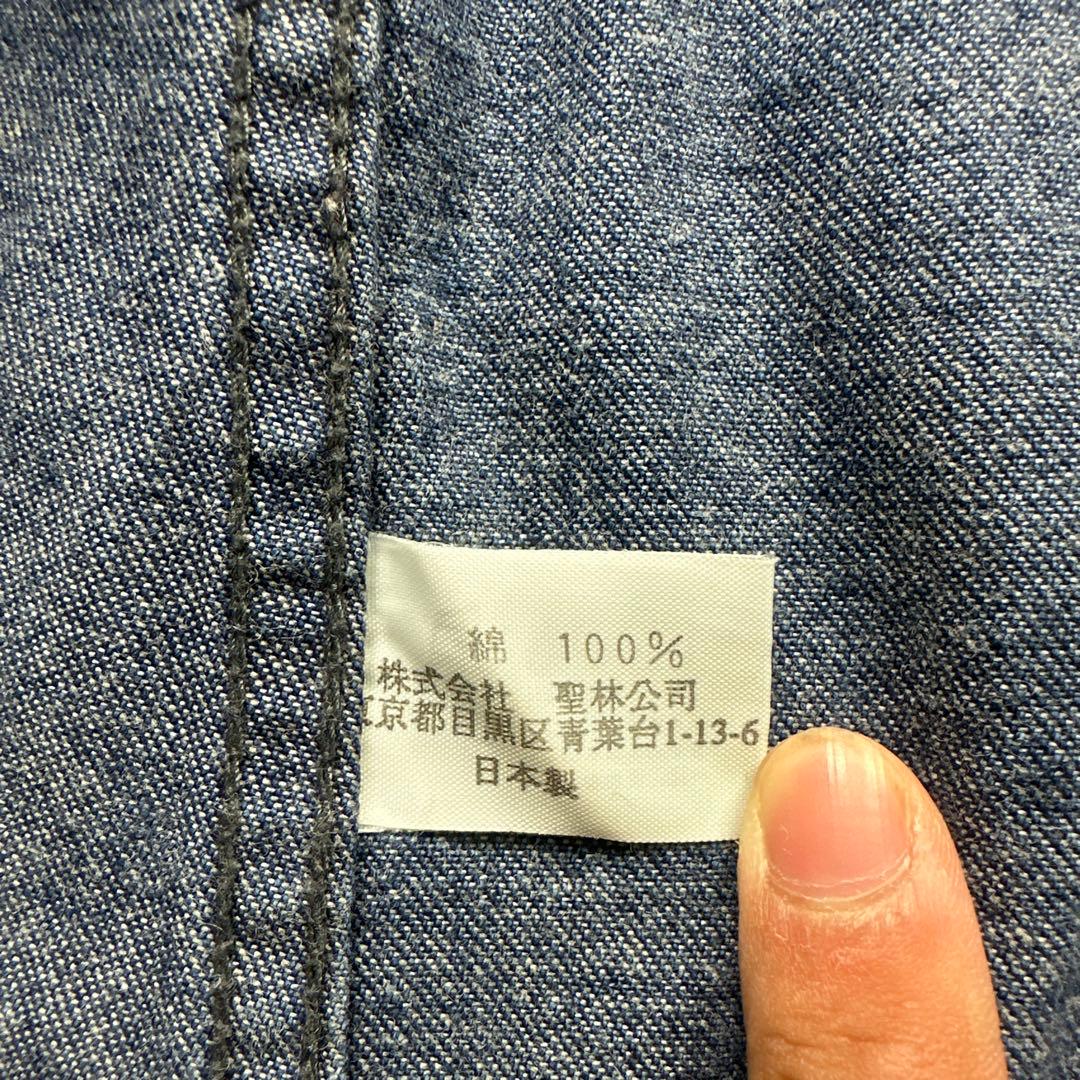 綿 100%
株式会社 聖林公司
東京都目黒区青葉台1-13-6
日本製